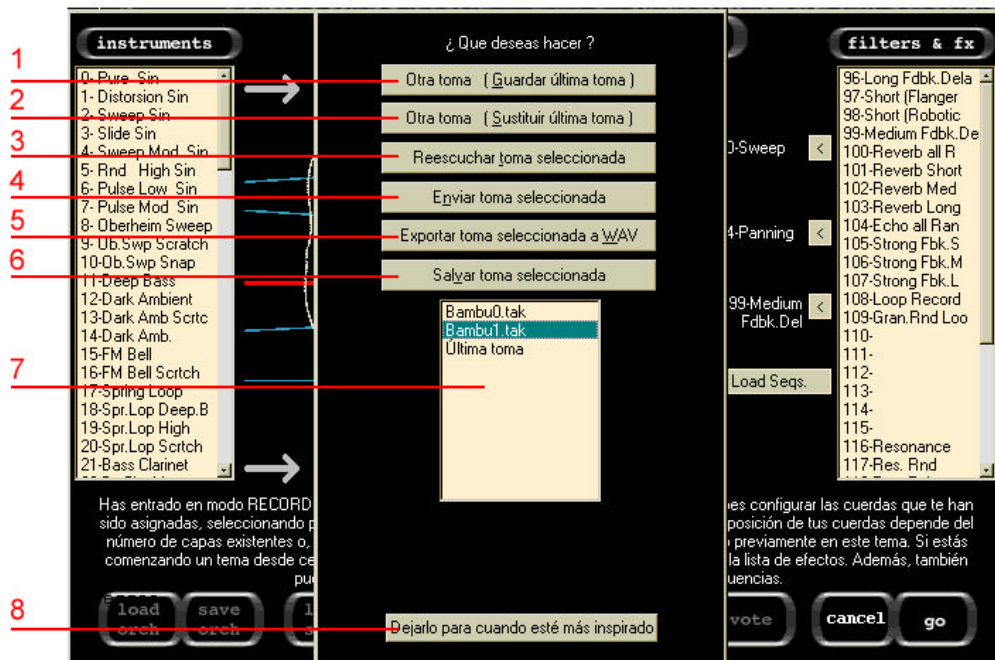 instruments
¿ Que deseas hacer ?
filters & fx
1
2
3
4
5
6
7
8
0- Pure Sin
1- Distorsion Sin
2- Sweep Sin
3- Slide Sin
4- Sweep Mod Sin
5- Rnd High Sin
6- Pulse Low Sin
7- Pulse Mod Sin
8- Oberheim Sweep
9- Ob.Swp Scratch
10-Ob.Swp Snap
11-Deep Bass
12-Dark Ambient
13-Dark Amb Scrtc
14-Dark Amb.
15-FM Bell
16-FM Bell Scrtch
17-Spring Loop
18-Spr.Lop Deep.B
19-Spr.Lop High
20-Spr.Lop Scrtch
21-Bass Clarinet
Otra toma ( Guardar última toma )
Otra toma ( Sustituir última toma )
Reescuchar toma seleccionada
Enviar toma seleccionada
Exportar toma seleccionada a WAV
Salvar toma seleccionada
Bambu0.tak
Bambu1.tak
Última toma
Dejarlo para cuando esté más inspirado
0-Sweep <
4-Panning <
99-Medium <
Fdbk.Del
Load Seqs.
96-Long Fdbk.Dela
97-Short (Flanger
98-Short (Robotic
99-Medium Fdbk.De
100-Reverb all R
101-Reverb Short
102-Reverb Med
103-Reverb Long
104-Echo all Ran
105-Strong Fbk.S
106-Strong Fbk.M
107-Strong Fbk.L
108-Loop Record
109-Gran.Rnd Loo
110-
111-
112-
113-
114-
115-
116-Resonance
117-Res. Rnd
Has entrado en modo RECORD
sido asignadas, seleccionando p
número de capas existentes o,
comenzando un tema desde ce
pu
es configurar las cuerdas que te han
posición de tus cuerdas depende del
previamente en este tema. Si estás
la lista de efectos. Además, también
uencias.
load
orch
save
orch
vote
cancel
go